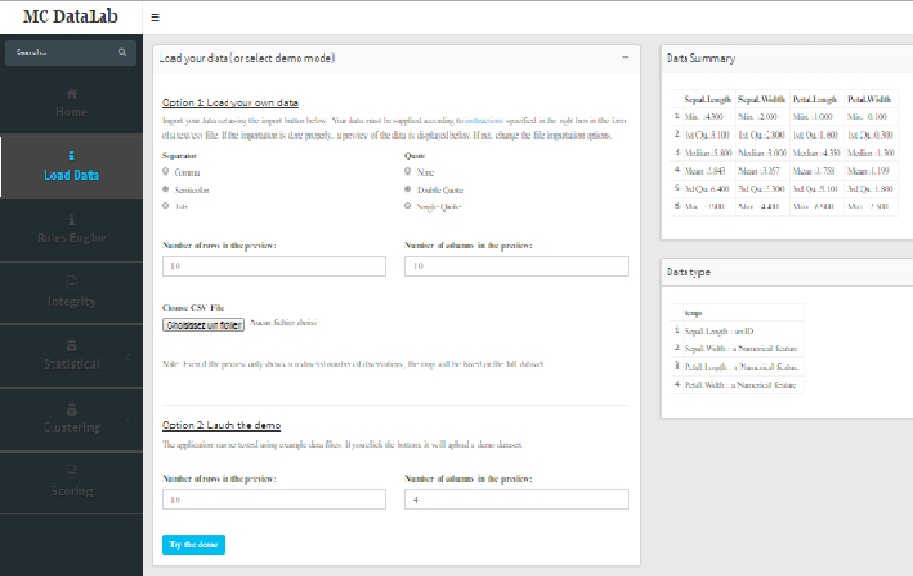 MC DataLab
Search...
Home
Load Data
Rules Engine
Integrity
Statistical
Clustering
Scoring
Load your data (or select demo mode)
Option 1: Load your own data
Import your data set using the import button below. Your data must be supplied according to instructions specified in the right box in the form
of a text/csv file. If the importation is done properly, a preview of the data is displayed below. If not, change the file importation options.
Separator
Quote
Comma
None
Semicolon
Double Quote
Tab
Single Quote
Number of rows in the preview:
Number of columns in the preview:
10
10
Choose CSV File
Choisissez un fichier
Aucun fichier choisi
Note: Even if the preview only shows a restricted number of observations, the map will be based on the full dataset.
Option 2: Lauch the demo
The application can be tested using example data files. If you click the bottom, it will upload a demo dataset.
Number of rows in the preview:
Number of columns in the preview:
10
4
Try the demo
Data Summary
Sepal.Length Sepal.Width Petal.Length Petal.Width
1 Min. :4.300 Min. :2.000 Min. :1.000 Min. :0.100
2 1st Qu.:5.100 1st Qu.:2.800 1st Qu.:1.600 1st Qu.:0.300
3 Median :5.800 Median :3.000 Median :4.350 Median :1.300
4 Mean :5.843 Mean :3.057 Mean :3.758 Mean :1.199
5 3rd Qu.:6.400 3rd Qu.:3.300 3rd Qu.:5.100 3rd Qu.:1.800
6 Max. :7.900 Max. :4.400 Max. :6.900 Max. :2.500
Data type
temp
1 Sepal.Length : an ID
2 Sepal.Width : a Numerical feature
3 Petal.Length : a Numerical feature
4 Petal.Width : a Numerical feature